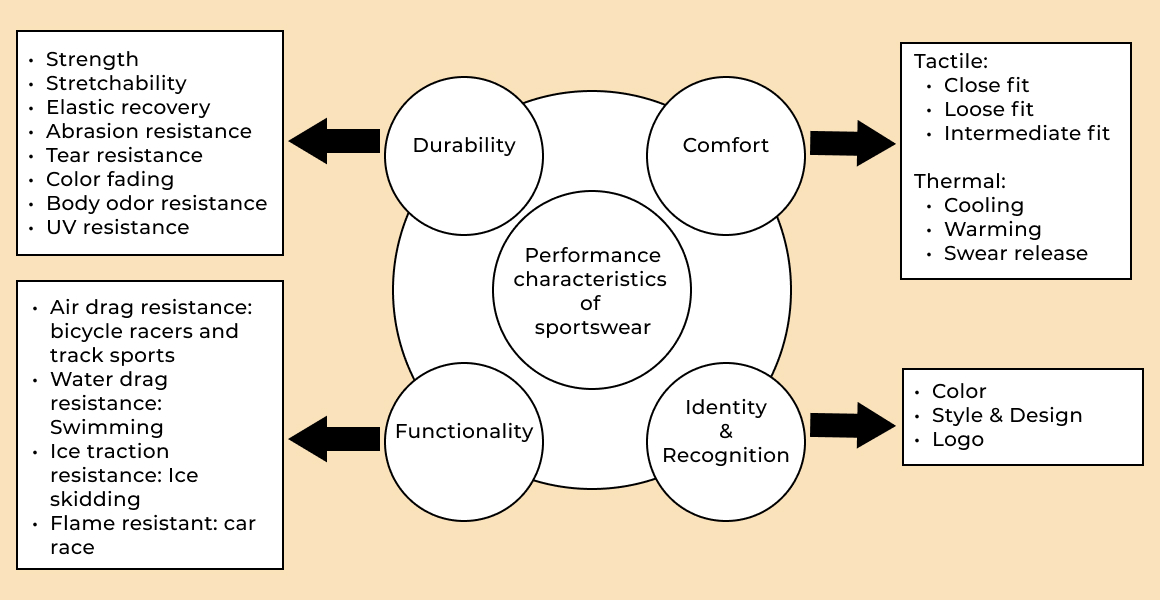 • Strength
• Stretchability
• Elastic recovery
• Abrasion resistance
• Tear resistance
• Color fading
• Body odor resistance
• UV resistance
• Air drag resistance:
bicycle racers and
track sports
• Water drag
resistance:
Swimming
• Ice traction
resistance: Ice
skidding
• Flame resistant: car
race
Durability
Comfort
Performance
characteristics
of
sportswear
Functionality
Identity
&
Recognition
Tactile:
• Close fit
• Loose fit
• Intermediate fit
Thermal:
• Cooling
• Warming
• Swear release
• Color
• Style & Design
• Logo